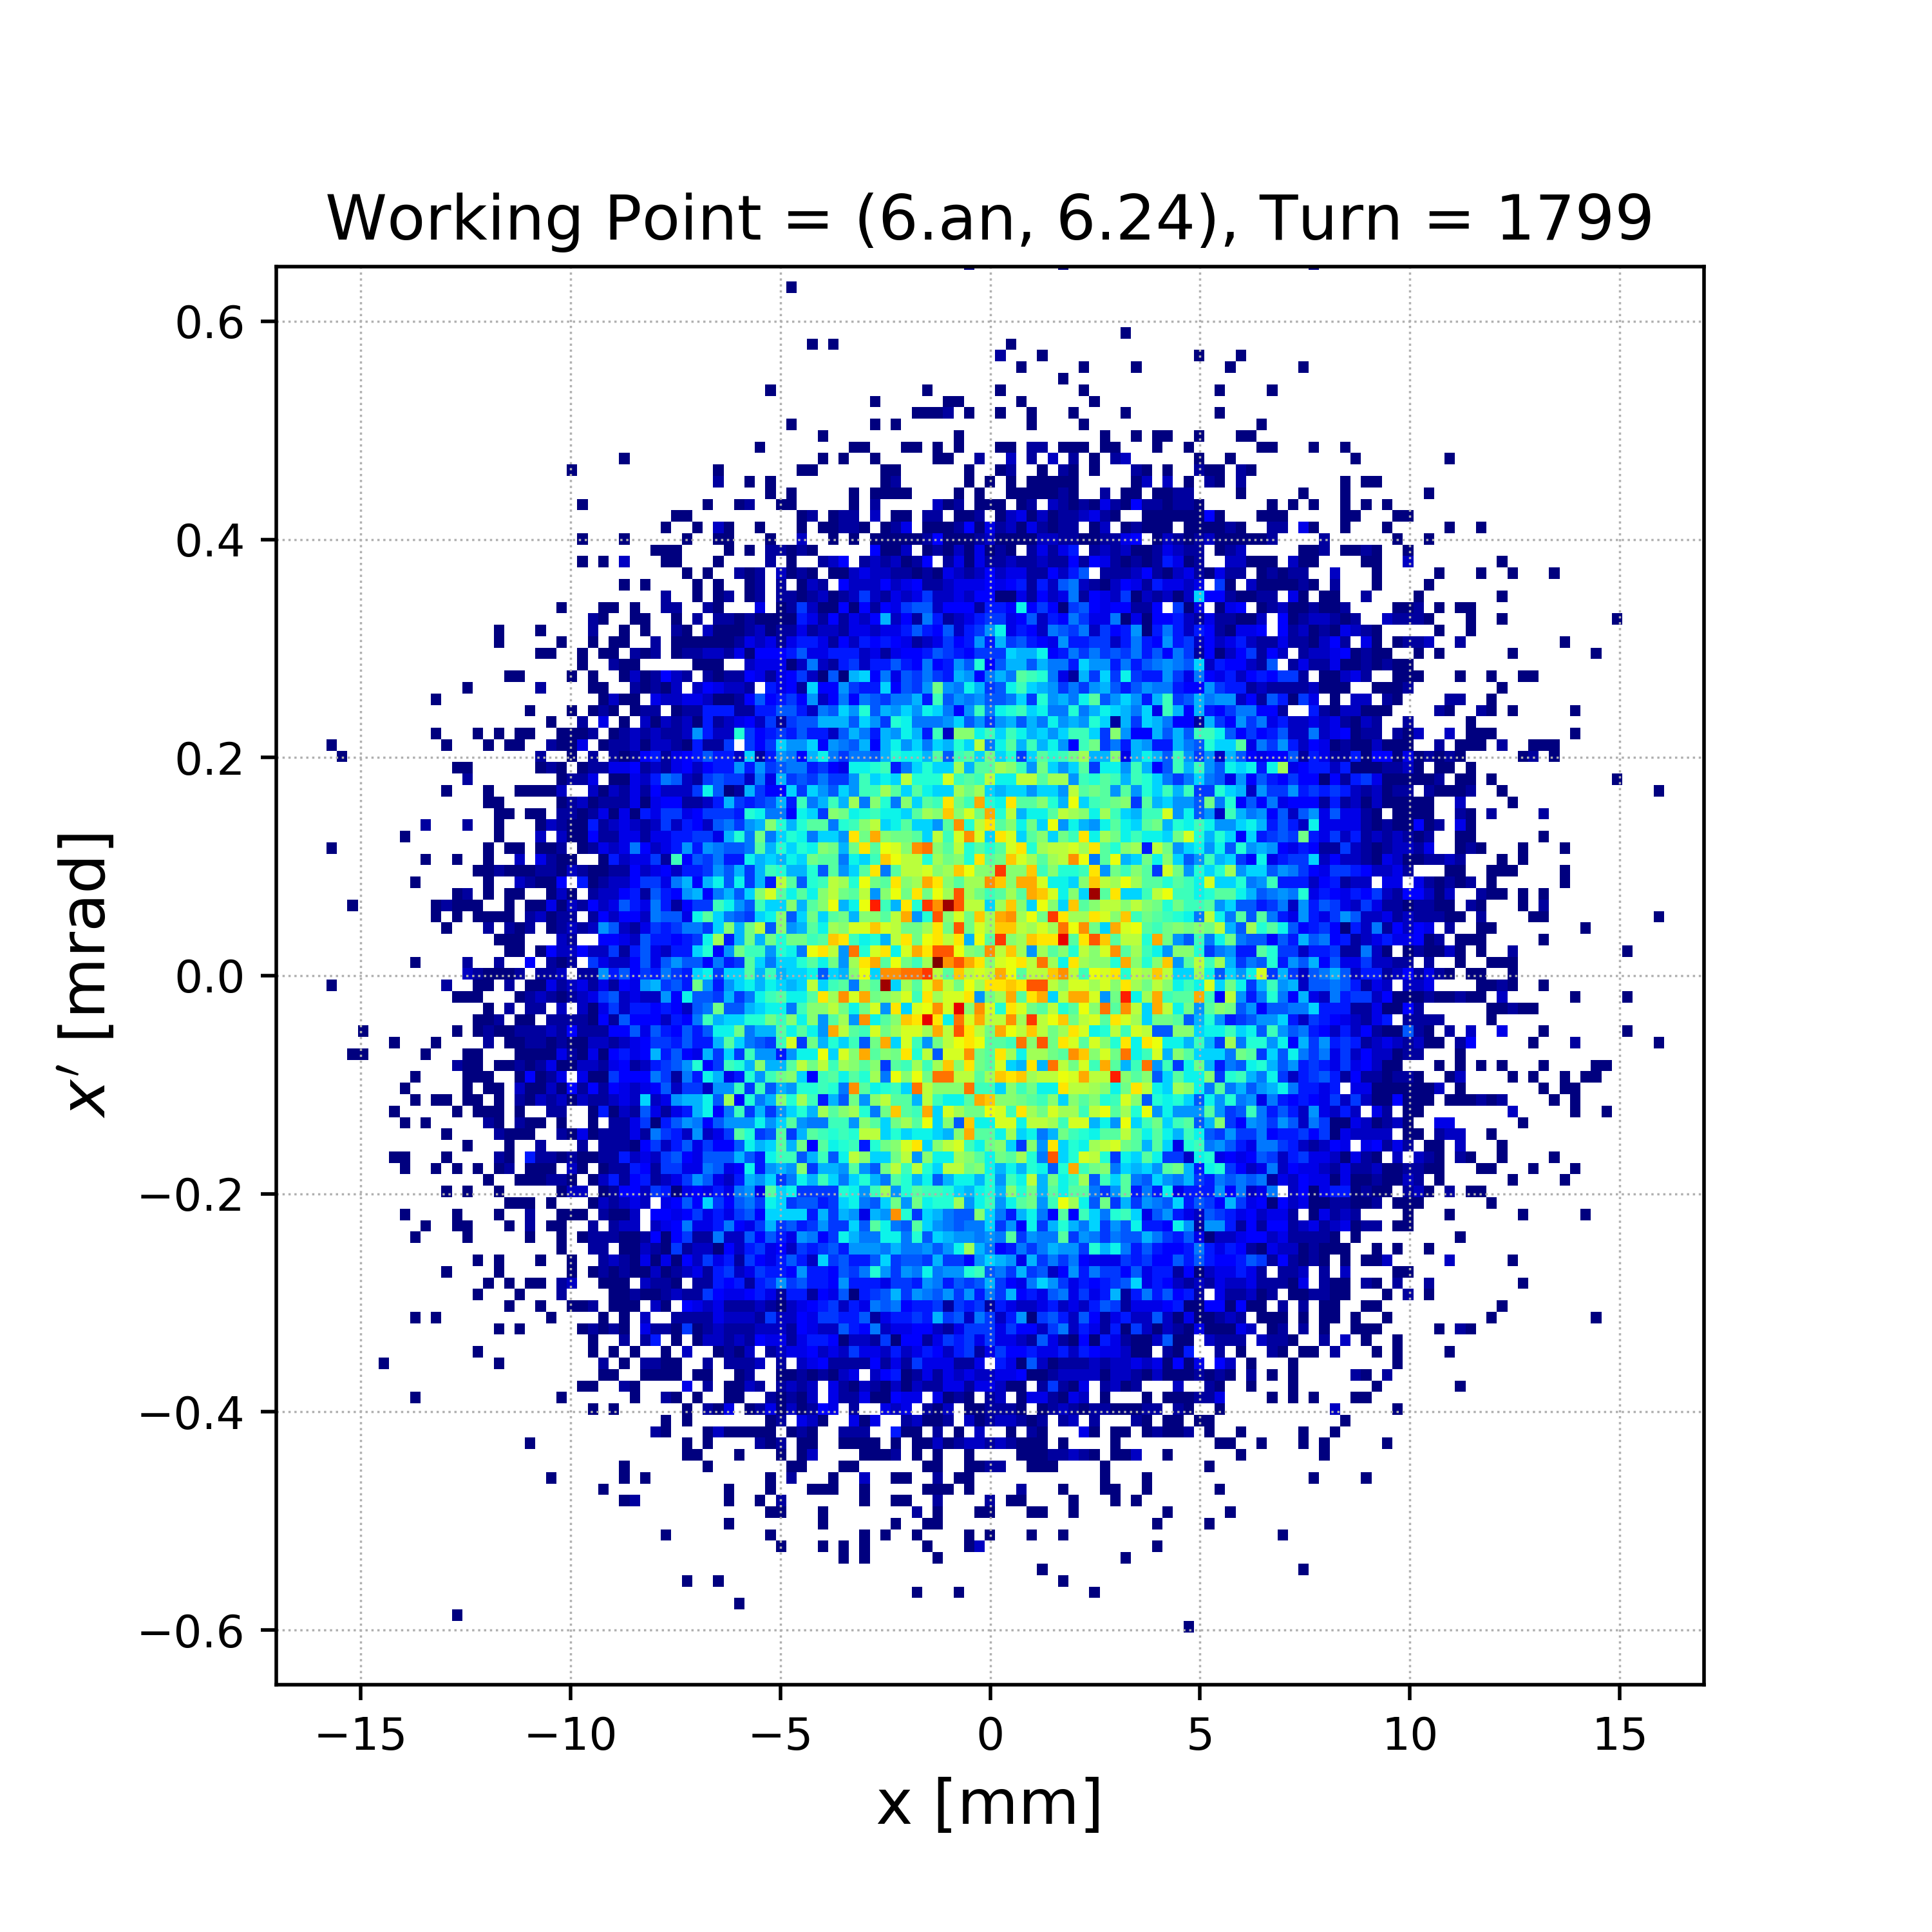 Working Point = (6.an, 6.24), Turn = 1799
0.6
0.4
0.2
0.0
−0.2
−0.4
−0.6
x′ [mrad]
−15 −10 −5 0 5 10 15
x [mm]